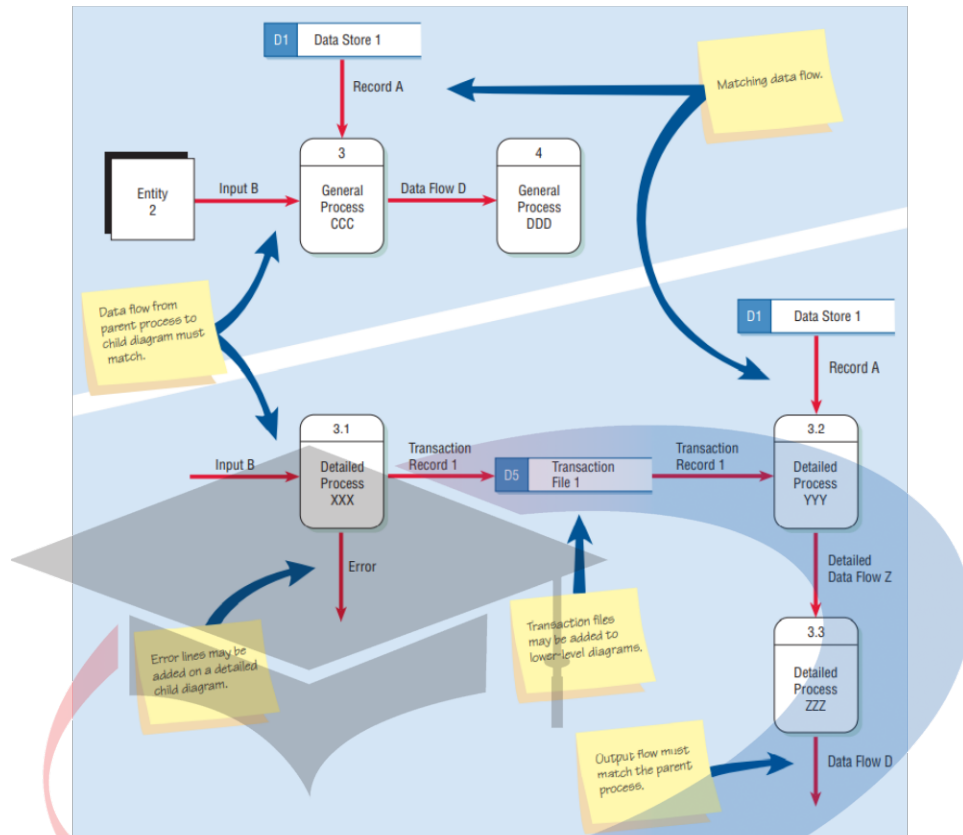 D1 Data Store 1
Record A
Matching data flow.
3
General
Process
CCC
4
General
Process
DDD
Entity
2
Input B
Data Flow D
Data flow from
parent process to
child diagram must
match.
D1 Data Store 1
Record A
3.1
Detailed
Process
XXX
Input B
Transaction
Record 1
D5 Transaction
File 1
Transaction
Record 1
3.2
Detailed
Process
YYY
Error
Detailed
Data Flow Z
Error lines may be
added on a detailed
child diagram.
Transaction files
may be added to
lower-level diagrams.
3.3
Detailed
Process
ZZZ
Output flow must
match the parent
process.
Data Flow D